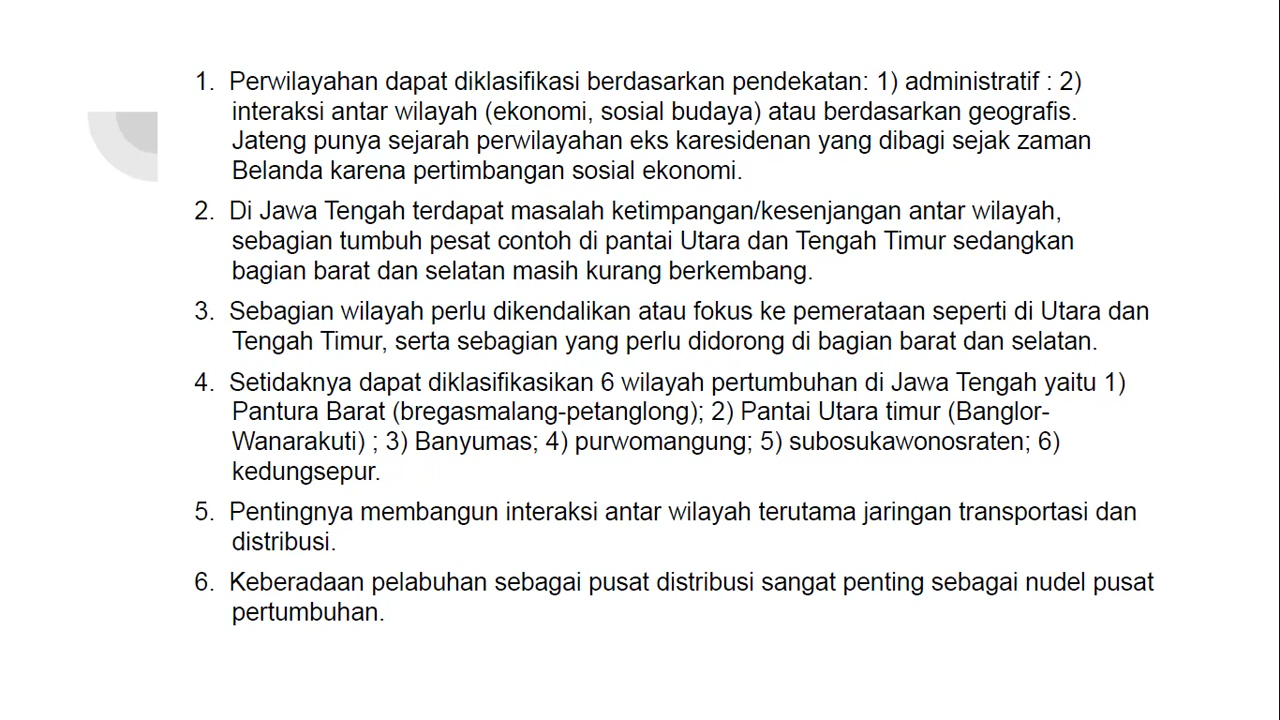 1. Perwilayahan dapat diklasifikasi berdasarkan pendekatan: 1) administratif : 2)
interaksi antar wilayah (ekonomi, sosial budaya) atau berdasarkan geografis.
Jateng punya sejarah perwilayahan eks karesidenan yang dibagi sejak zaman
Belanda karena pertimbangan sosial ekonomi.
2. Di Jawa Tengah terdapat masalah ketimpangan/kesenjangan antar wilayah,
sebagian tumbuh pesat contoh di pantai Utara dan Tengah Timur sedangkan
bagian barat dan selatan masih kurang berkembang.
3. Sebagian wilayah perlu dikendalikan atau fokus ke pemerataan seperti di Utara dan
Tengah Timur, serta sebagian yang perlu didorong di bagian barat dan selatan.
4. Setidaknya dapat diklasifikasikan 6 wilayah pertumbuhan di Jawa Tengah yaitu 1)
Pantura Barat (bregasmalang-petanglong); 2) Pantai Utara timur (Banglor-
Wanarakuti) ; 3) Banyumas; 4) purwomangung; 5) subosukawonosraten; 6)
kedungsepur.
5. Pentingnya membangun interaksi antar wilayah terutama jaringan transportasi dan
distribusi.
6. Keberadaan pelabuhan sebagai pusat distribusi sangat penting sebagai nudel pusat
pertumbuhan.